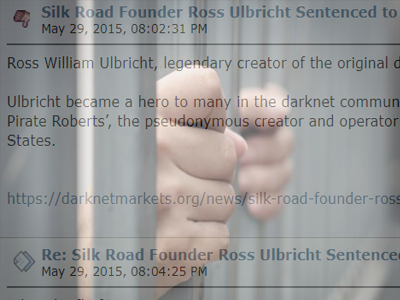 Silk Road Founder Ross Ulbricht Sentenced to
May 29, 2015, 08:02:31 PM
Ross William Ulbricht, legendary creator of the original d
Ulbricht became a hero to many in the darknet commun
Pirate Roberts’, the pseudonymous creator and operator
States.
https://darknetmarkets.org/news/silk-road-founder-ross
Re: Silk Road Founder Ross Ulbricht Sentenced
May 29, 2015, 08:04:25 PM